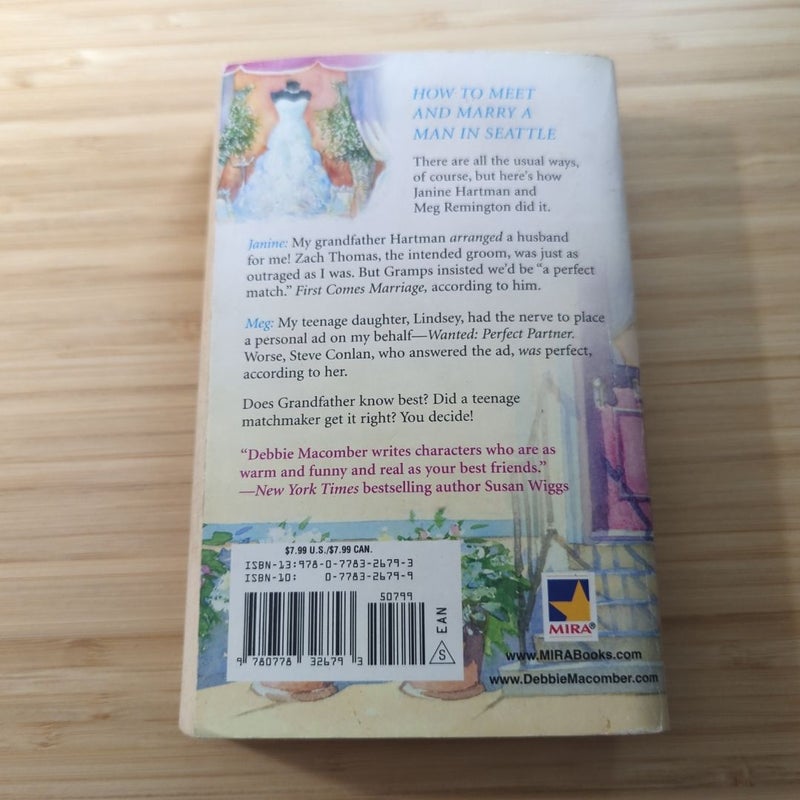 HOW TO MEET
AND MARRY A
MAN IN SEATTLE
There are all the usual ways,
of course, but here's how
Janine Hartman and
Meg Remington did it.
Janine: My grandfather Hartman arranged a husband
for me! Zach Thomas, the intended groom, was just as
outraged as I was. But Gramps insisted we'd be “a perfect
match.” First Comes Marriage, according to him.
Meg: My teenage daughter, Lindsey, had the nerve to place
a personal ad on my behalf—Wanted: Perfect Partner.
Worse, Steve Conlan, who answered the ad, was perfect,
according to her.
Does Grandfather know best? Did a teenage
matchmaker get it right? You decide!
“Debbie Macomber writes characters who are as
warm and funny and real as your best friends.”
—New York Times bestselling author Susan Wiggs
$7.99 U.S./$7.99 CAN.
ISBN-13:978-0-7783-2679-3
ISBN-10: 0-7783-2679-9
50799
EAN
S
9 780778 326793
MIRA®
www.MIRABooks.com
www.DebbieMacomber.com